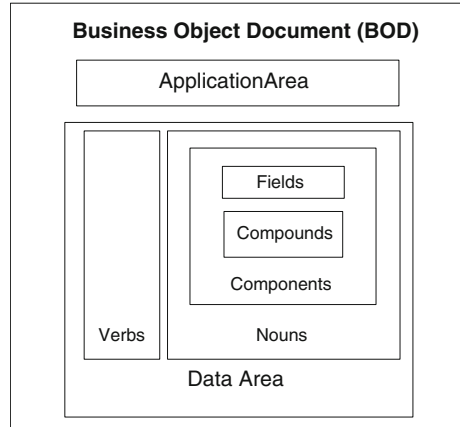 Business Object Document (BOD)
ApplicationArea
Fields
Compounds
Components
Verbs
Nouns
Data Area